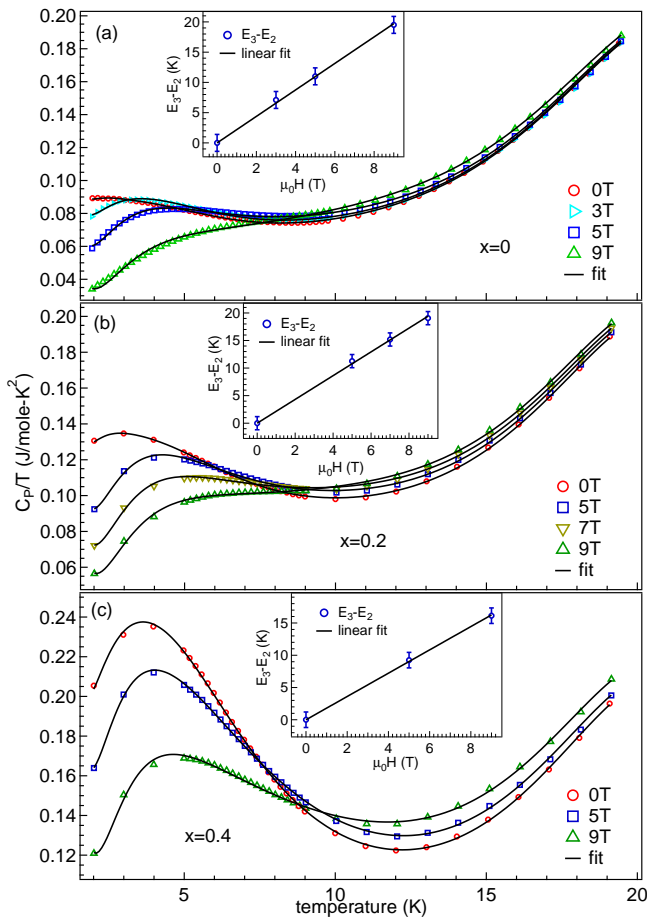 (a)
E₃-E₂ (K)
20
15
10
5
0
E₃-E₂
linear fit
0
2
4
6
8
μ₀H (T)
0.20
0.18
0.16
0.14
0.12
0.10
0.08
0.06
0.04
0T
3T
5T
9T
fit
x=0
0
5
10
15
20
(b)
E₃-E₂ (K)
20
15
10
5
0
E₃-E₂
linear fit
0
2
4
6
8
μ₀H (T)
0.20
0.18
0.16
0.14
0.12
0.10
0.08
0.06
Cₚ/T (J/mole-K²)
0T
5T
7T
9T
fit
x=0.2
(c)
E₃-E₂ (K)
15
10
5
0
E₃-E₂
linear fit
0
2
4
6
8
μ₀H (T)
0.24
0.22
0.20
0.18
0.16
0.14
0.12
0T
5T
9T
fit
x=0.4
0
5
10
15
20
temperature (K)